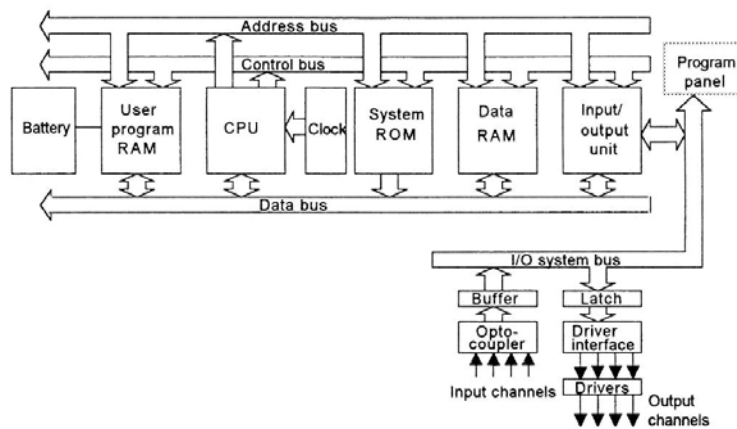 Address bus
Control bus
Program
panel
Battery
User
program
RAM
CPU
Clock
System
ROM
Data
RAM
Input/
output
unit
Data bus
I/O system bus
Buffer
Latch
Opto-
coupler
Driver
interface
Input channels
Drivers
Output
channels